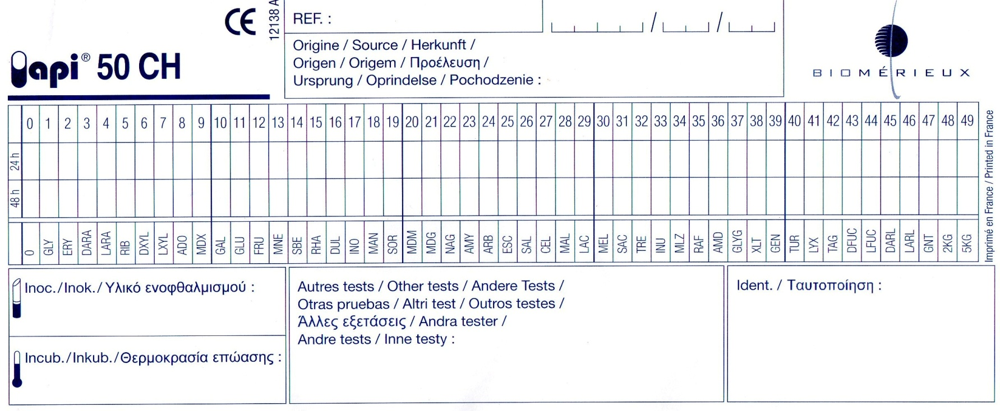 CE
12138 A
REF. :
/ /
Origine / Source / Herkunft /
Origen / Origem / Προέλευση /
Ursprung / Oprindelse / Pochodzenie :
api® 50 CH
BIOMÉRIEUX
0 1 2 3 4 5 6 7 8 9 10 11 12 13 14 15 16 17 18 19 20 21 22 23 24 25 26 27 28 29 30 31 32 33 34 35 36 37 38 39 40 41 42 43 44 45 46 47 48 49
24 h
48 h
0 GLY ERY DARA LARA RIB DXYL LXYL ADO MDX GAL GLU FRU MNE SBE RHA DUL INO MAN SOR MDM MDG NAG AMY ARB ESC SAL CEL MAL LAC MEL SAC TRE INU MLZ RAF AMD GLYG XLT GEN TUR LYX TAG DFUC LFUC DARL LARL GNT 2KG 5KG
Imprimé en France / Printed in France
Inoc./Inok./Υλικό ενοφθαλμισμού :
Incub./Inkub./Θερμοκρασία επώασης :
Autres tests / Other tests / Andere Tests /
Otras pruebas / Altri test / Outros testes /
Άλλες εξετάσεις / Andra tester /
Andre tests / Inne testy :
Ident. / Ταυτοποίηση :